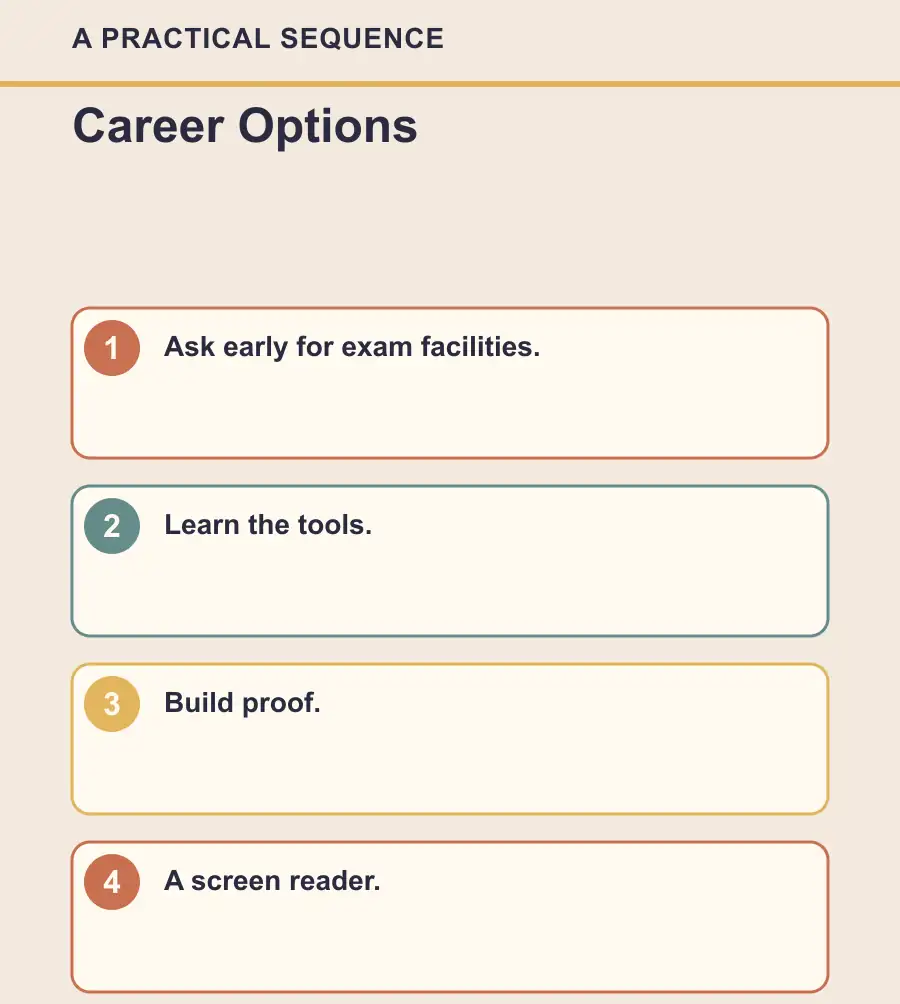 A PRACTICAL SEQUENCE
Career Options
1 Ask early for exam facilities.
2 Learn the tools.
3 Build proof.
4 A screen reader.